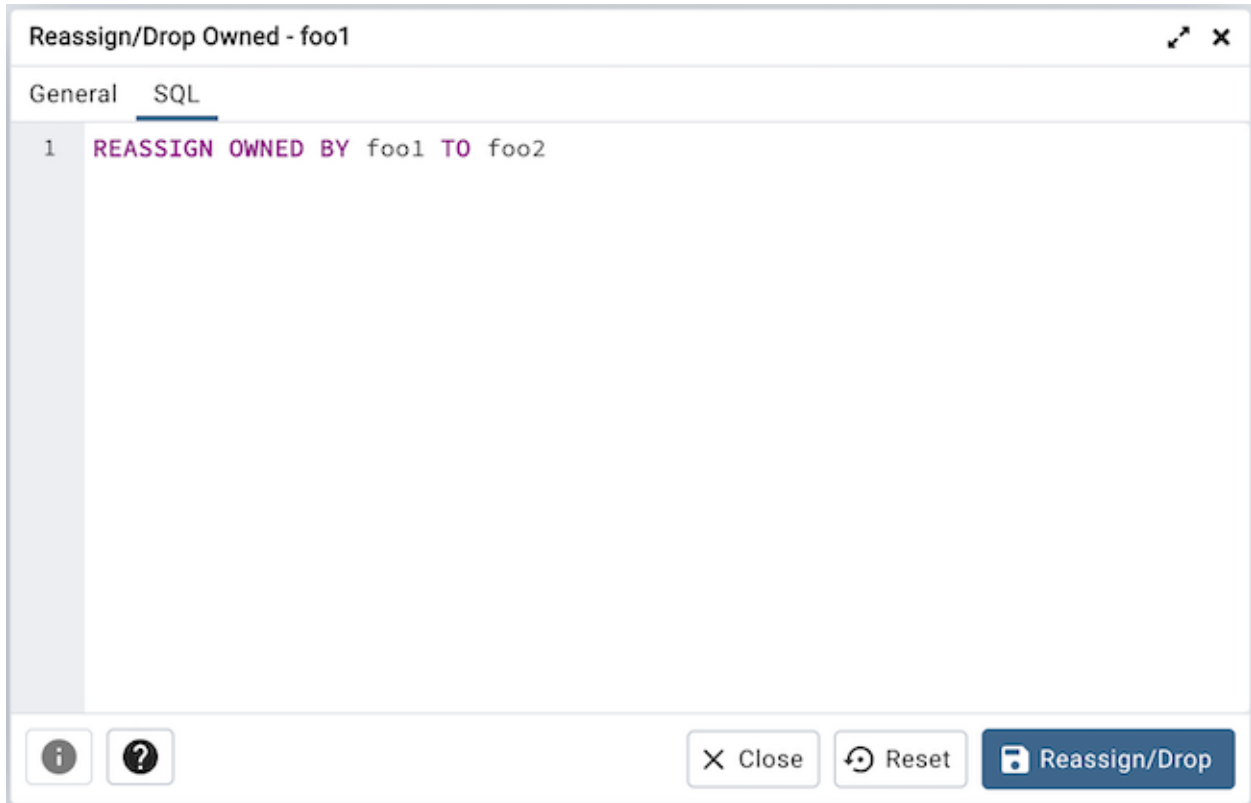 Reassign/Drop Owned - foo1
General SQL
1 REASSIGN OWNED BY foo1 TO foo2
Close Reset Reassign/Drop